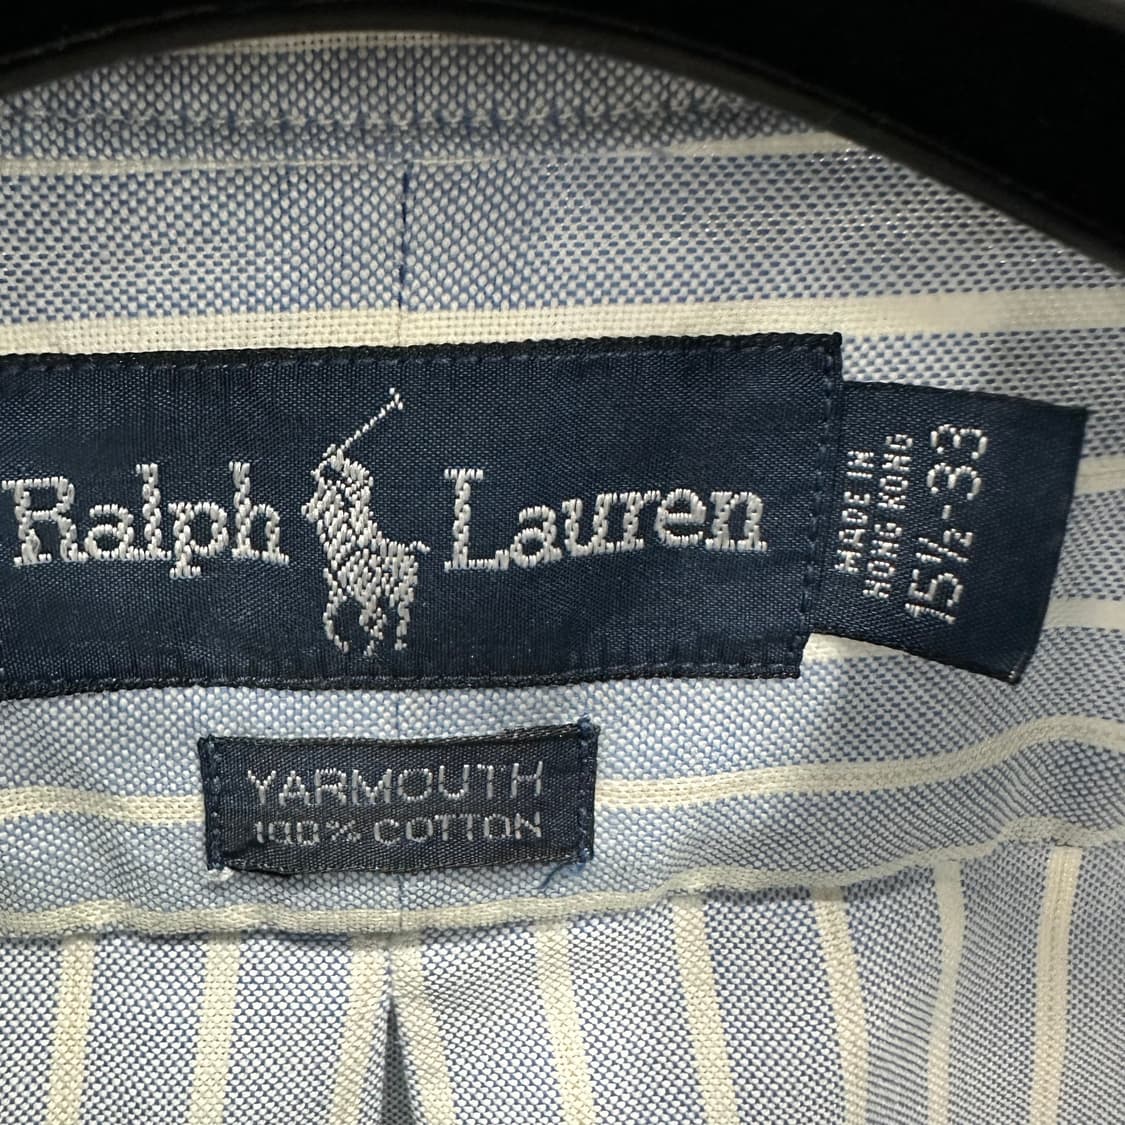 Ralph Lauren
MADE IN
HONG KONG
15½-33
YARMOUTH
100% COTTON